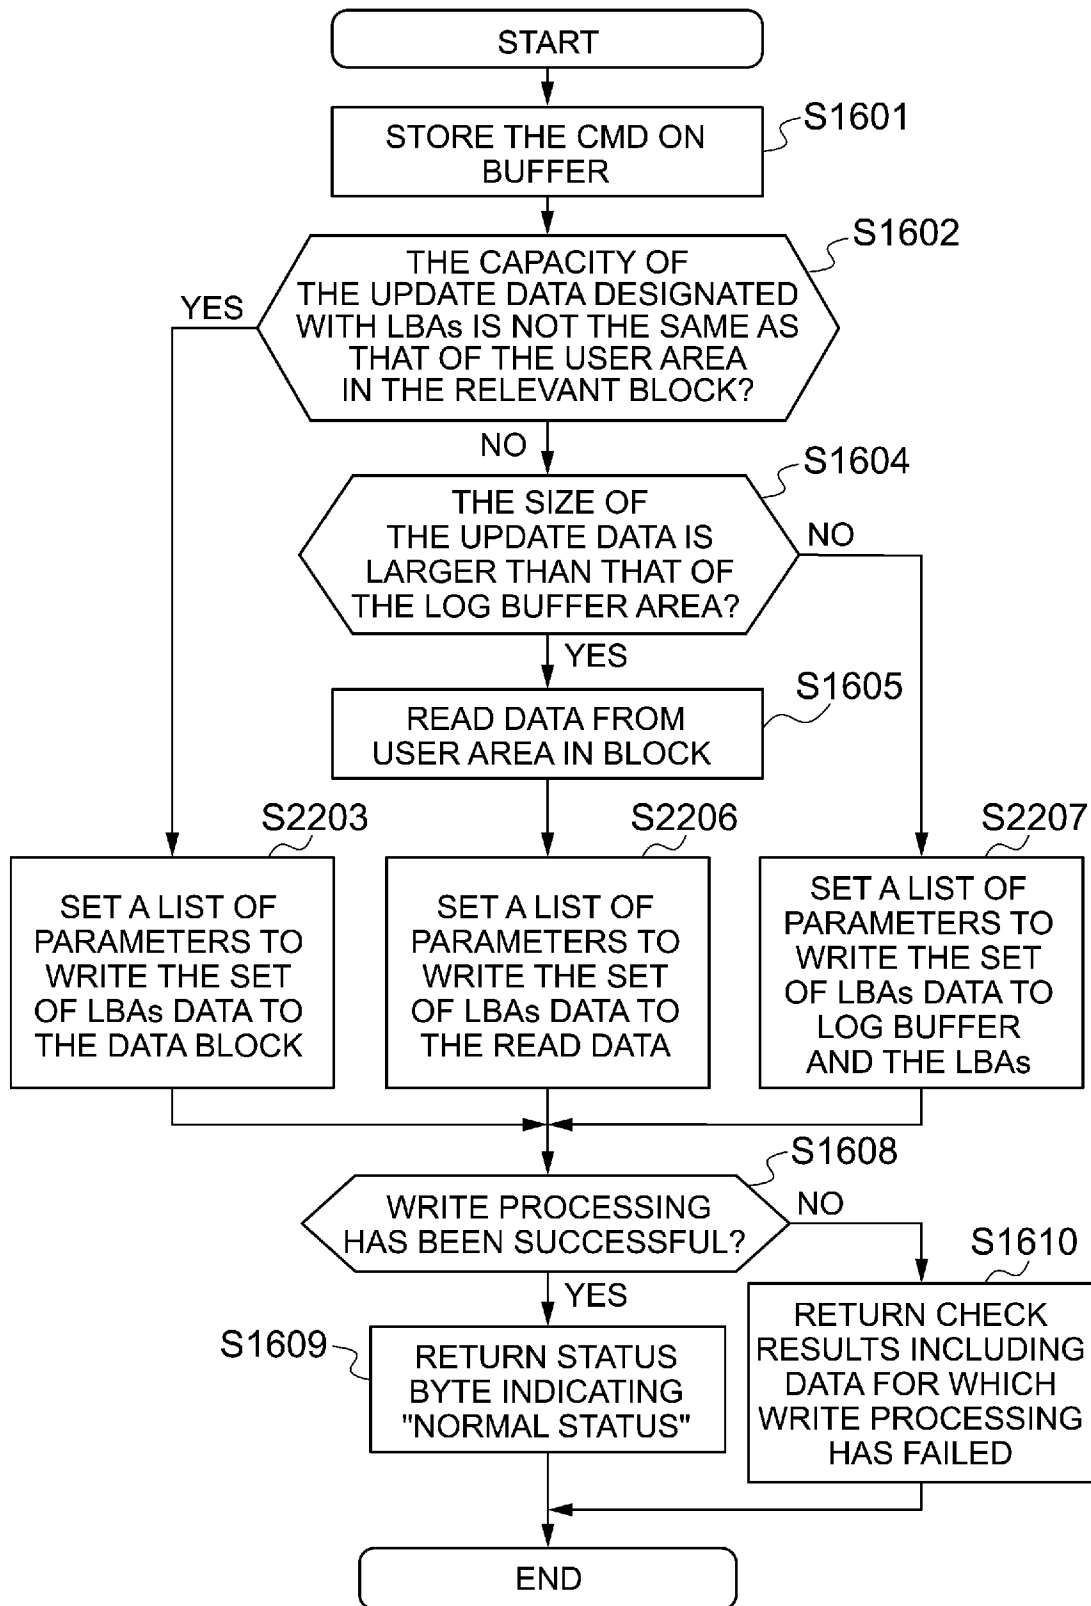 START
S1601
STORE THE CMD ON
BUFFER
S1602
THE CAPACITY OF
THE UPDATE DATA DESIGNATED
WITH LBAs IS NOT THE SAME AS
THAT OF THE USER AREA
IN THE RELEVANT BLOCK?
YES
NO
S1604
THE SIZE OF
THE UPDATE DATA IS
LARGER THAN THAT OF
THE LOG BUFFER AREA?
NO
YES
S1605
READ DATA FROM
USER AREA IN BLOCK
S2203
SET A LIST OF
PARAMETERS TO
WRITE THE SET
OF LBAs DATA TO
THE DATA BLOCK
S2206
SET A LIST OF
PARAMETERS TO
WRITE THE SET
OF LBAs DATA TO
THE READ DATA
S2207
SET A LIST OF
PARAMETERS TO
WRITE THE SET
OF LBAs DATA TO
LOG BUFFER
AND THE LBAs
S1608
WRITE PROCESSING
HAS BEEN SUCCESSFUL?
NO
YES
S1609
RETURN STATUS
BYTE INDICATING
"NORMAL STATUS"
S1610
RETURN CHECK
RESULTS INCLUDING
DATA FOR WHICH
WRITE PROCESSING
HAS FAILED
END